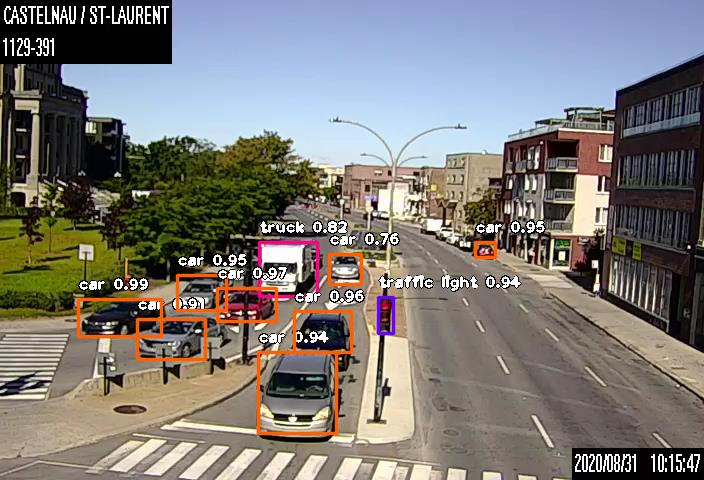 CASTELNAU / ST-LAURENT
1129-391
truck 0.82
car 0.95
car 0.76
car 0.95
car 0.97
car 0.99
traffic light 0.94
car 0.91
car 0.96
car 0.94
2020/08/31 10:15:47